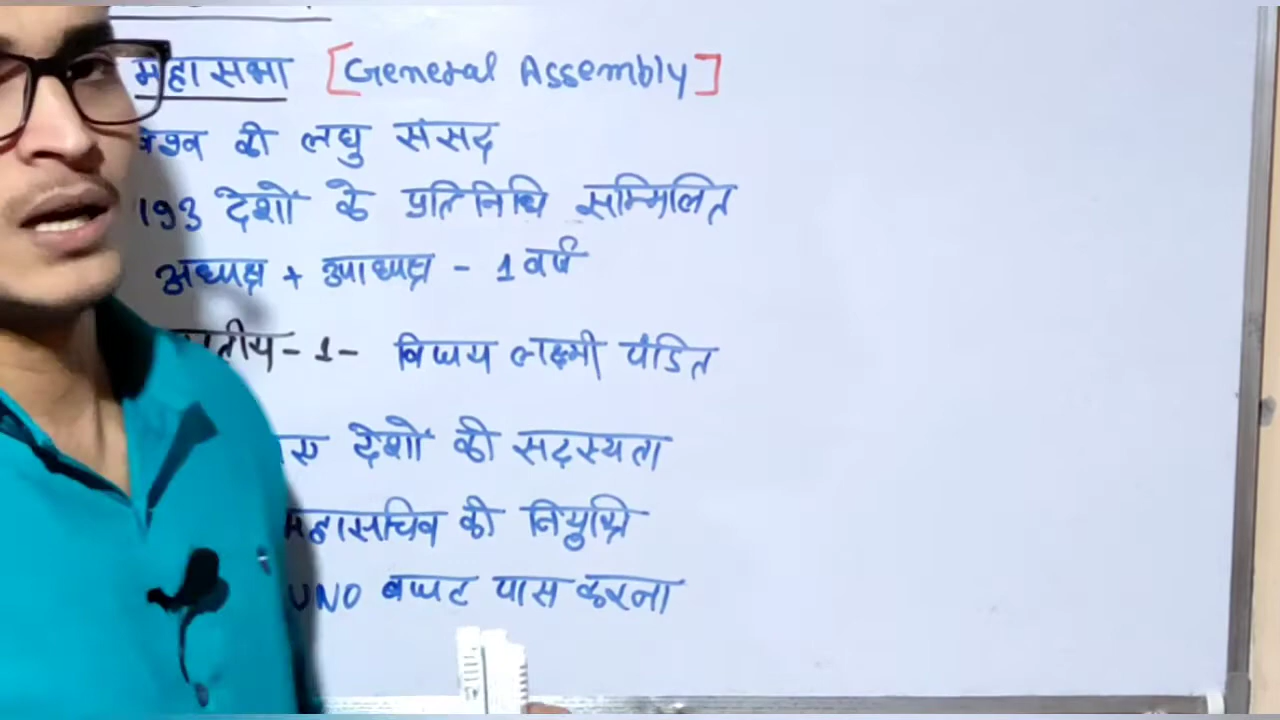 महासभा [General Assembly]
विश्व की लघु संसद
193 देशों के प्रतिनिधि सम्मिलित
अध्यक्ष + उपाध्यक्ष - 1 वर्ष
- 1 - विजय लक्ष्मी पंडित
देशों की सदस्यता
महासचिव की नियुक्ति
UNO बजट पास करना